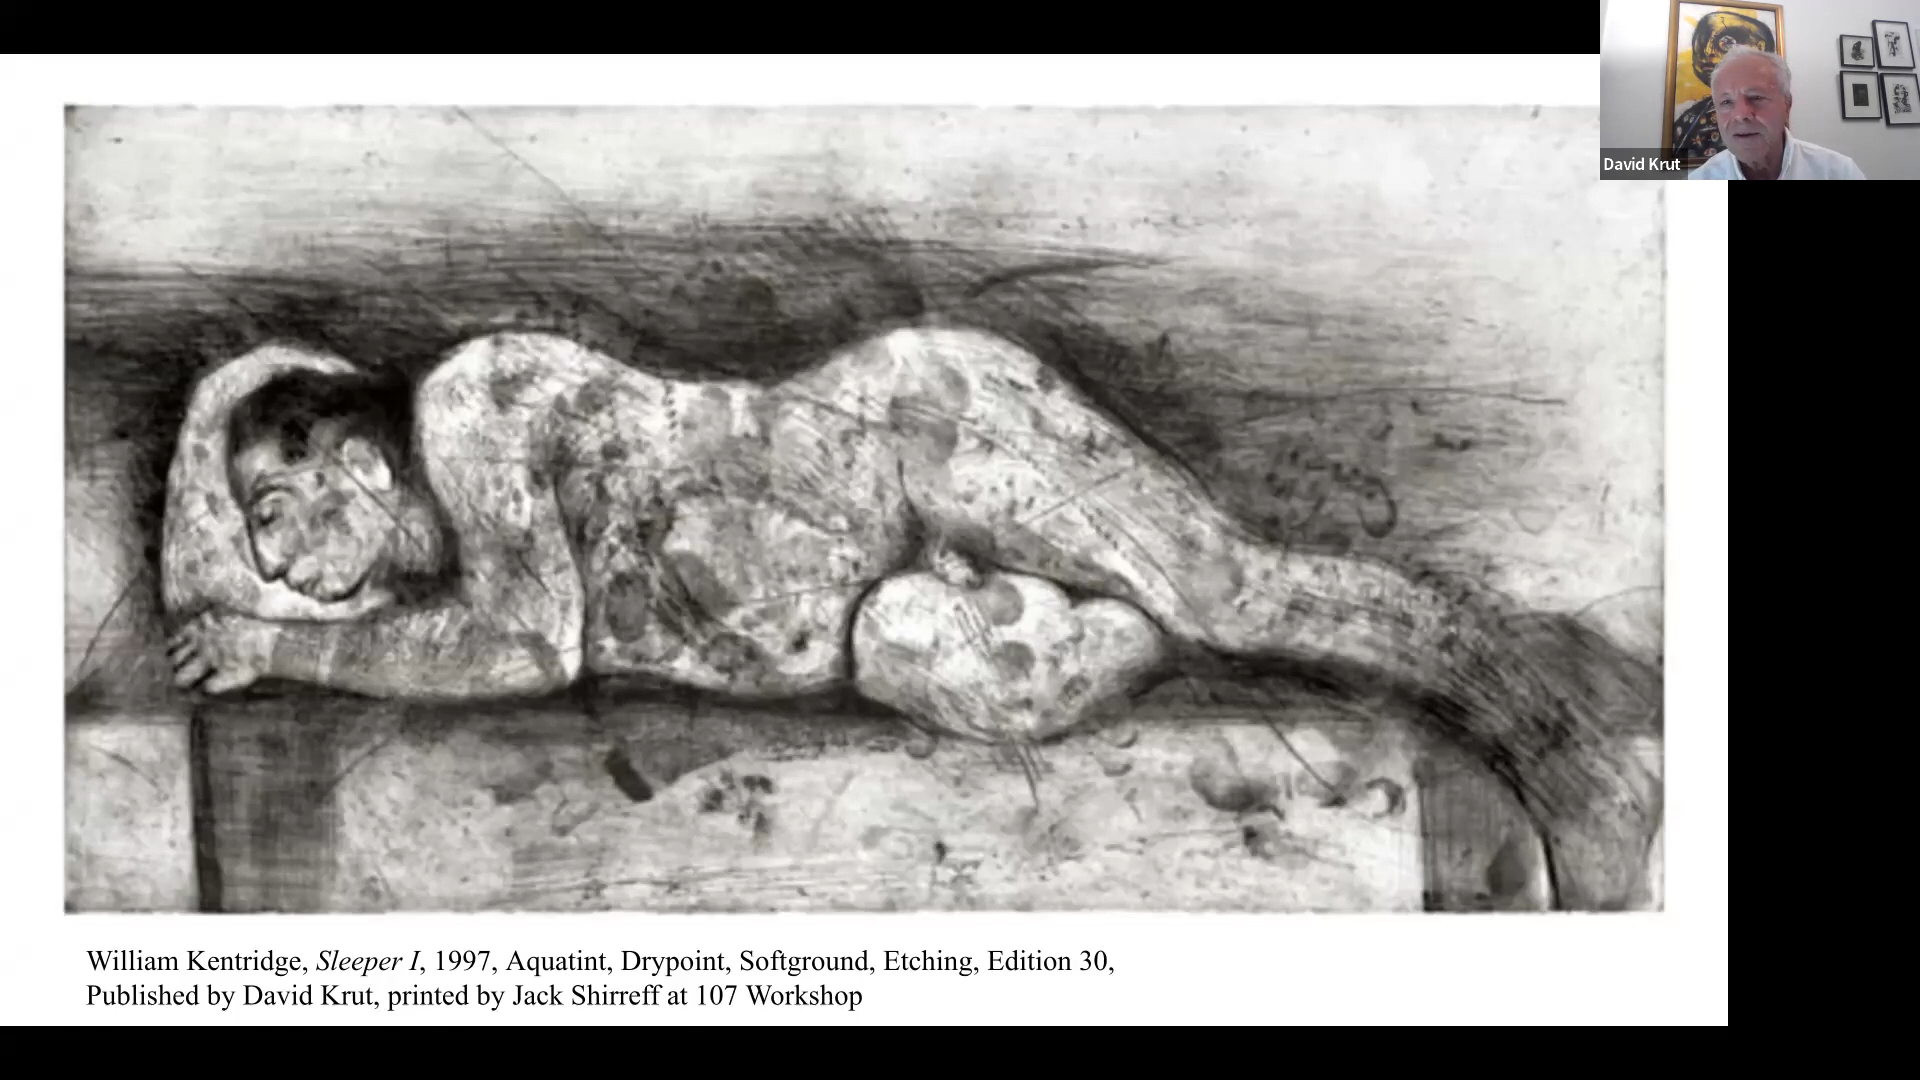 David Krut
William Kentridge, Sleeper I, 1997, Aquatint, Drypoint, Softground, Etching, Edition 30,
Published by David Krut, printed by Jack Shirreff at 107 Workshop